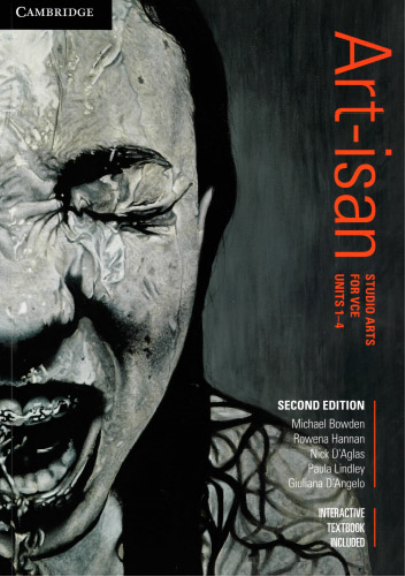 CAMBRIDGE
Art-isan
STUDIO ARTS
FOR VCE
UNITS 1–4
SECOND EDITION
Michael Bowden
Rowena Hannan
Nick D'Aglas
Paula Lindley
Giuliana D'Angelo
INTERACTIVE
TEXTBOOK
INCLUDED